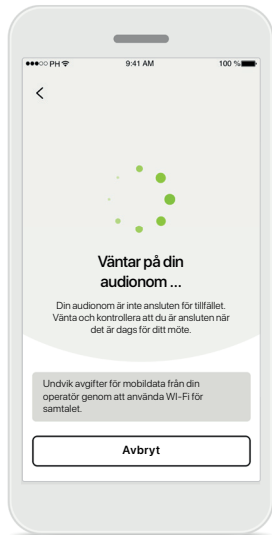 PH 9:41 AM 100 %
Väntar på din
audionom ...
Din audionom är inte ansluten för tillfället.
Vänta och kontrollera att du är ansluten när
det är dags för ditt möte.
Undvik avgifter för mobildata från din
operatör genom att använda WI-Fi för
samtalet.
Avbryt